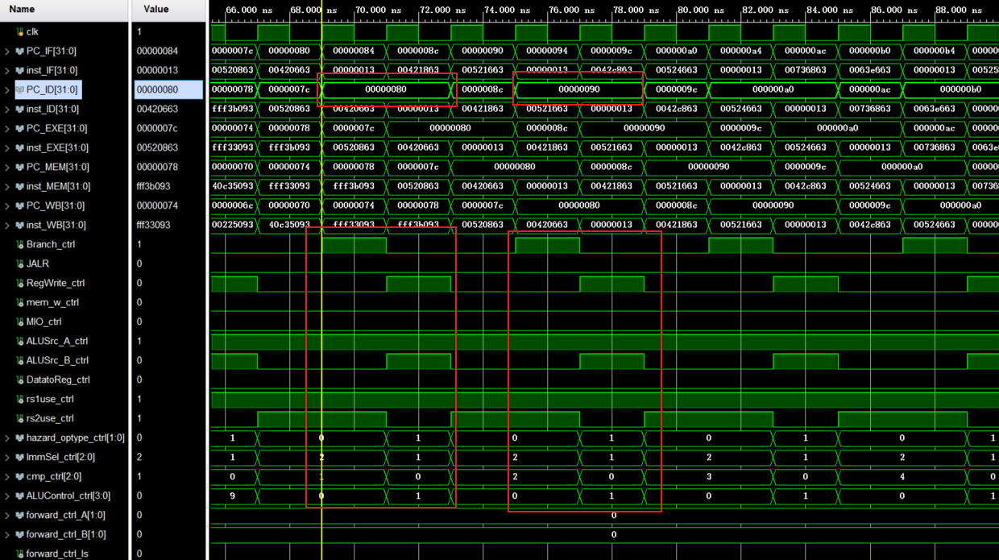 Name Value 66.000 ns 68.000 ns 70.000 ns 72.000 ns 74.000 ns 76.000 ns 78.000 ns 80.000 ns 82.000 ns 84.000 ns 86.000 ns 88.000 ns
clk 1
PC_IF[31:0] 00000084 0000007c 00000080 00000084 0000008c 00000090 00000094 0000009c 000000a0 000000a4 000000ac 000000b0 000000b4 00000
inst_IF[31:0] 00000013 00520863 00420663 00000013 00421863 00521663 00000013 0042c863 00524663 00000013 00736863 0063e663 00000013 00525
PC_ID[31:0] 00000080 00000078 0000007c 00000080 0000008c 00000090 0000009c 000000a0 000000ac 000000b0
inst_ID[31:0] 00420663 fff3b093 00520863 00420663 00000013 00421863 00521663 00000013 0042c863 00524663 00000013 00736863 0063e663 00000
PC_EXE[31:0] 0000007c 00000074 00000078 0000007c 00000080 0000008c 00000090 0000009c 000000a0 000000ac 00000
inst_EXE[31:0] 00520863 fff33093 fff3b093 00520863 00420663 00000013 00421863 00521663 00000013 0042c863 00524663 00000013 00736863 0063e
PC_MEM[31:0] 00000078 00000070 00000074 00000078 0000007c 00000080 0000008c 00000090 0000009c 000000a0 00000
inst_MEM[31:0] fff3b093 40c35093 fff33093 fff3b093 00520863 00420663 00000013 00421863 00521663 00000013 0042c863 00524663 00000013 00736
PC_WB[31:0] 00000074 0000006c 00000070 00000074 00000078 0000007c 00000080 0000008c 00000090 0000009c 000000a0
inst_WB[31:0] fff33093 00225093 40c35093 fff33093 fff3b093 00520863 00420663 00000013 00421863 00521663 00000013 0042c863 00524663 00000
Branch_ctrl 1
JALR 0
RegWrite_ctrl 0
mem_w_ctrl 0
MIO_ctrl 0
ALUSrc_A_ctrl 1
ALUSrc_B_ctrl 0
DatatoReg_ctrl 0
rs1use_ctrl 1
rs2use_ctrl 1
hazard_optype_ctrl[1:0] 0 1 0 1 0 1 0 1 0 1
ImmSel_ctrl[2:0] 2 1 2 1 2 1 2 1 2 1
cmp_ctrl[2:0] 1 0 1 0 2 0 3 0 4 0
ALUControl_ctrl[3:0] 0 9 0 1 0 1 0 1 0 1
forward_ctrl_A[1:0] 0 0
forward_ctrl_B[1:0] 0 0
forward_ctrl_ls 0